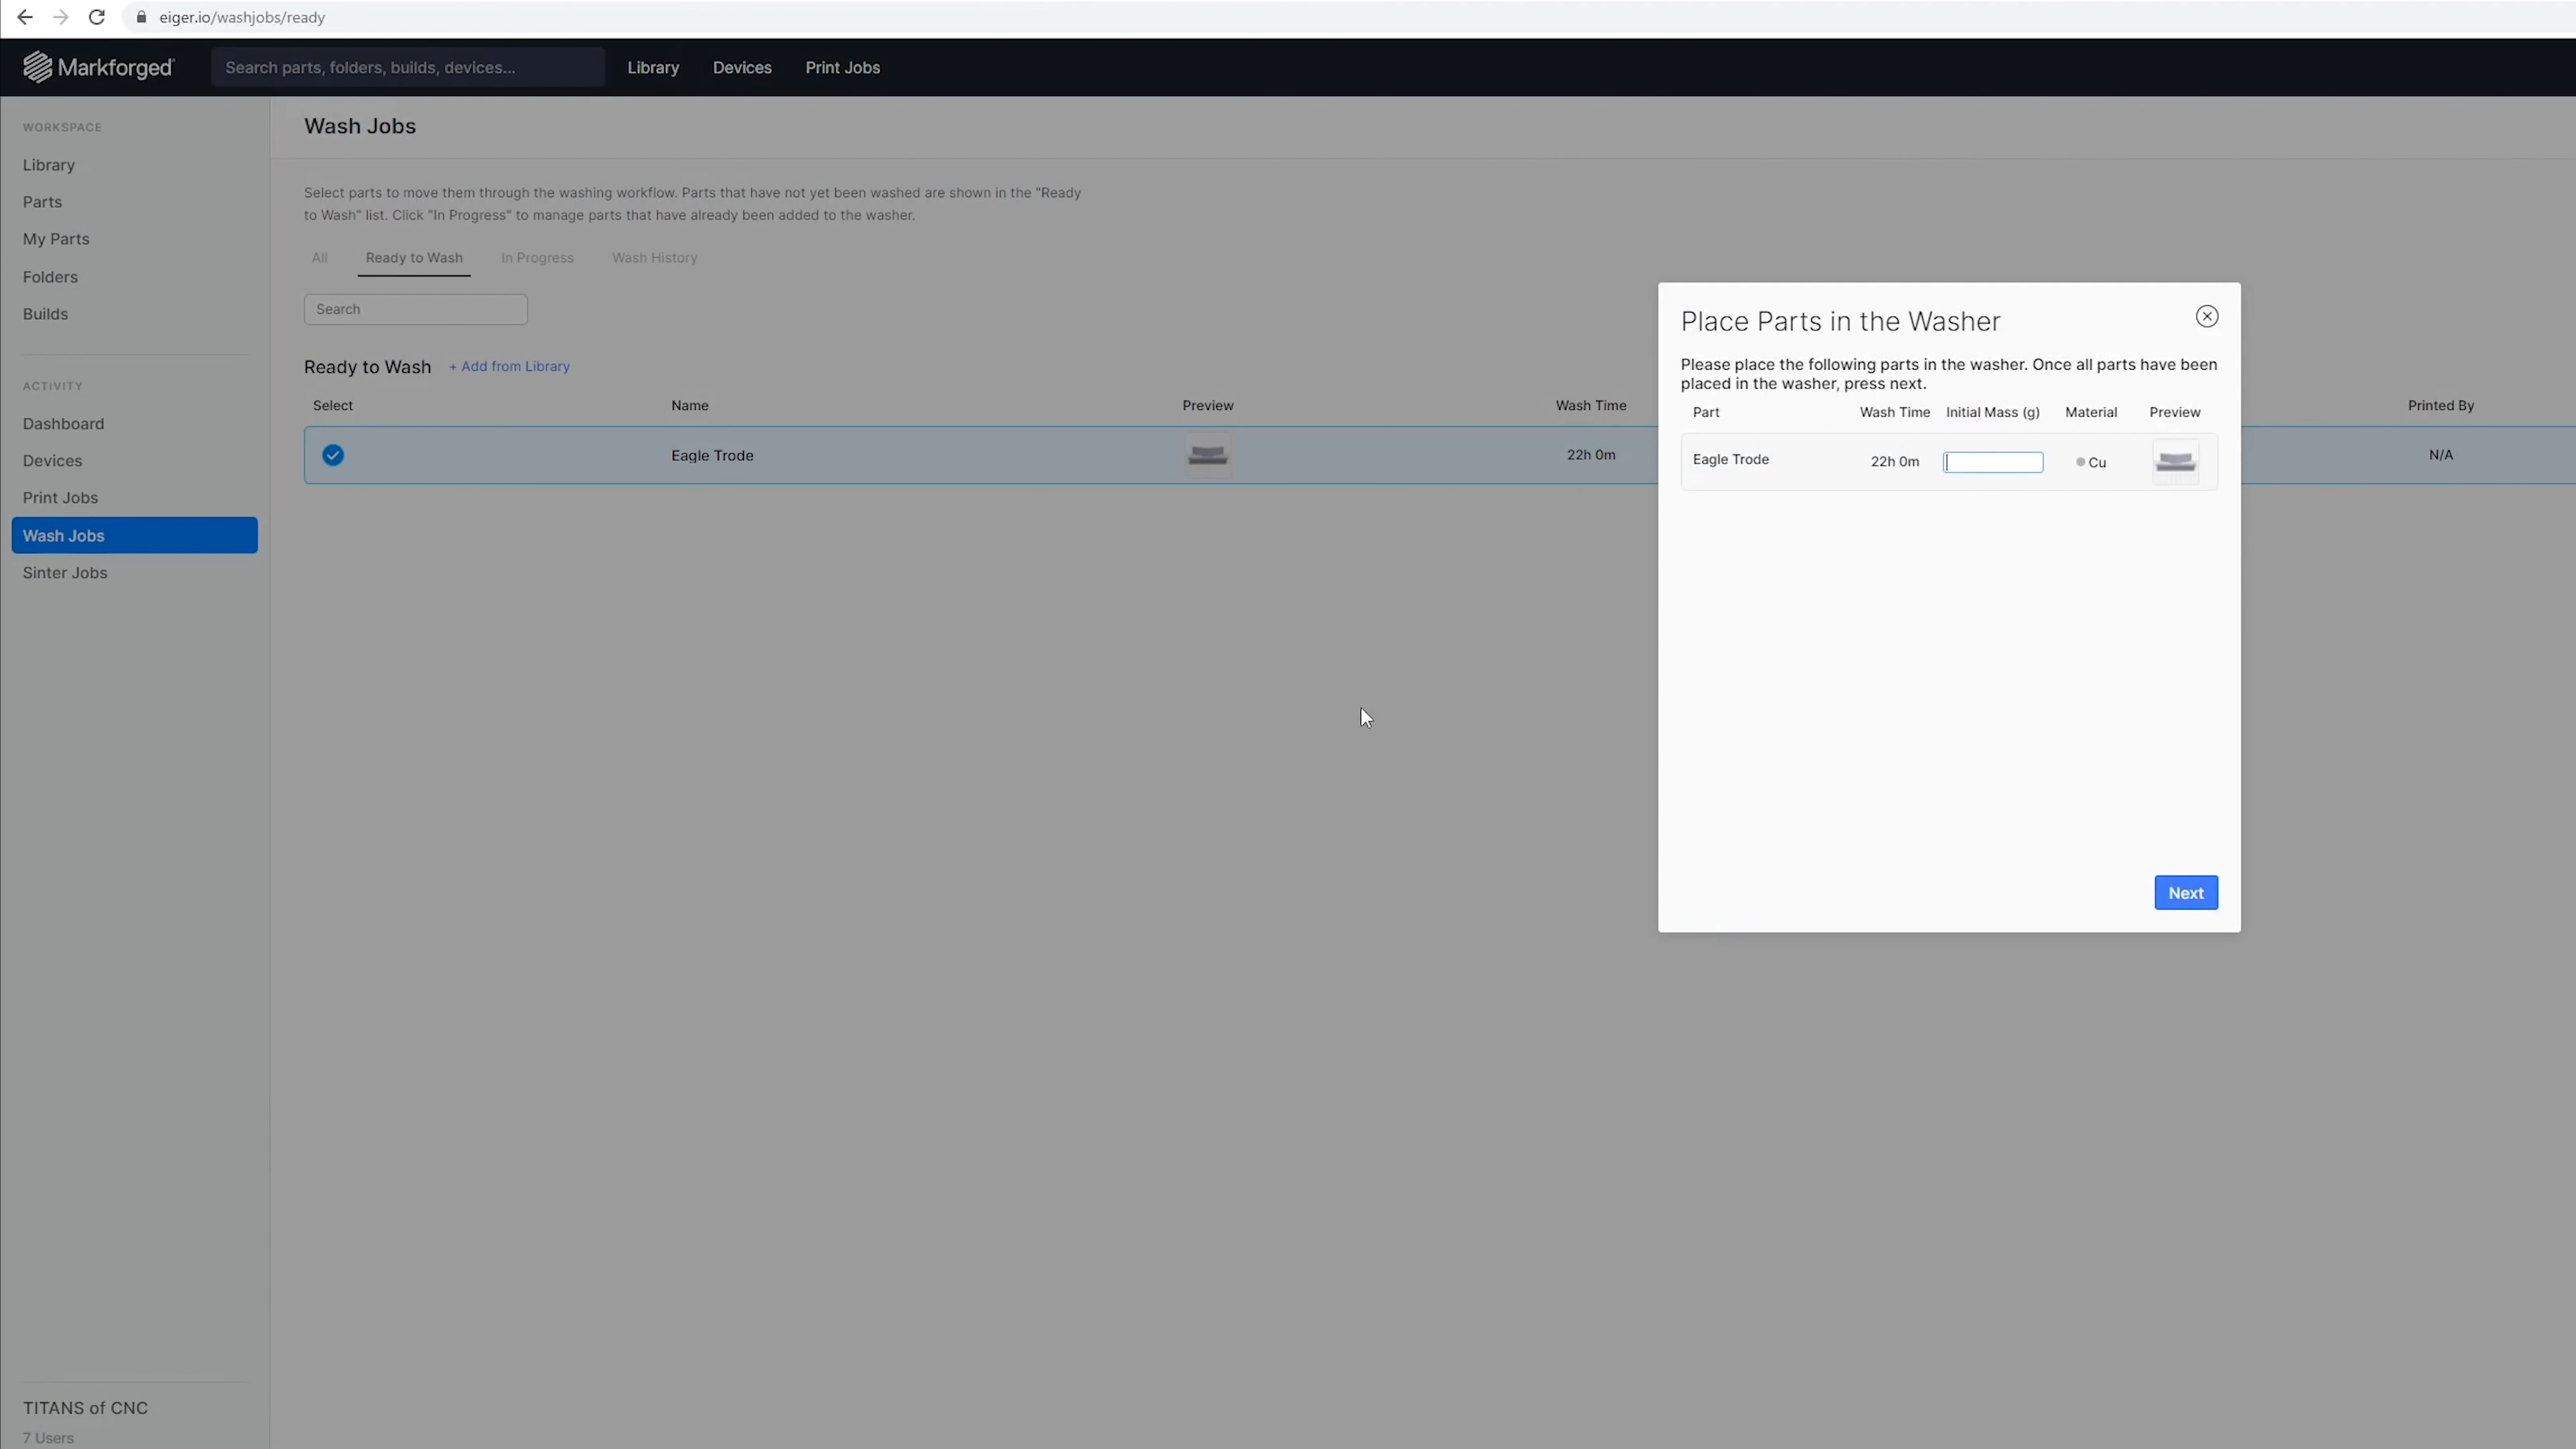 eiger.io/washjobs/ready
Markforged
Search parts, folders, builds, devices...
Library
Devices
Print Jobs
WORKSPACE
Library
Parts
My Parts
Folders
Builds
ACTIVITY
Dashboard
Devices
Print Jobs
Wash Jobs
Sinter Jobs
TITANS of CNC
7 Users
Wash Jobs
Select parts to move them through the washing workflow. Parts that have not yet been washed are shown in the "Ready
to Wash" list. Click "In Progress" to manage parts that have already been added to the washer.
All Ready to Wash In Progress Wash History
Search
Ready to Wash + Add from Library
Select Name Preview Wash Time Printed By
Eagle Trode 22h 0m N/A
Place Parts in the Washer
Please place the following parts in the washer. Once all parts have been
placed in the washer, press next.
Part Wash Time Initial Mass (g) Material Preview
Eagle Trode 22h 0m Cu
Next